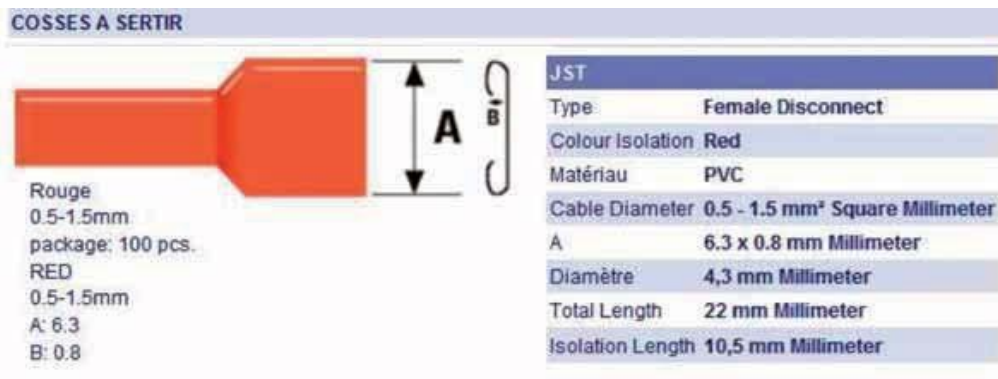 COSSES A SERTIR
A
B
Rouge
0.5-1.5mm
package: 100 pcs.
RED
0.5-1.5mm
A: 6.3
B: 0.8
JST
Type Female Disconnect
Colour Isolation Red
Matériau PVC
Cable Diameter 0.5 - 1.5 mm² Square Millimeter
A 6.3 x 0.8 mm Millimeter
Diamètre 4,3 mm Millimeter
Total Length 22 mm Millimeter
Isolation Length 10,5 mm Millimeter